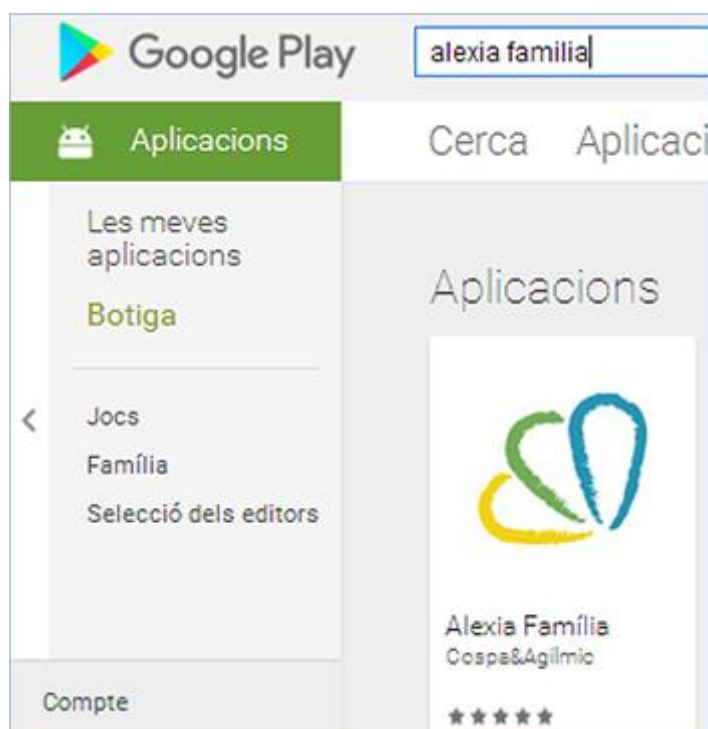 Google Play
alexia familia
Aplicacions
Cerca Aplicaci
Les meves
aplicacions
Botiga
Jocs
Família
Selecció dels editors
Compte
Aplicacions
Alexia Família
Cospa&Agilmic